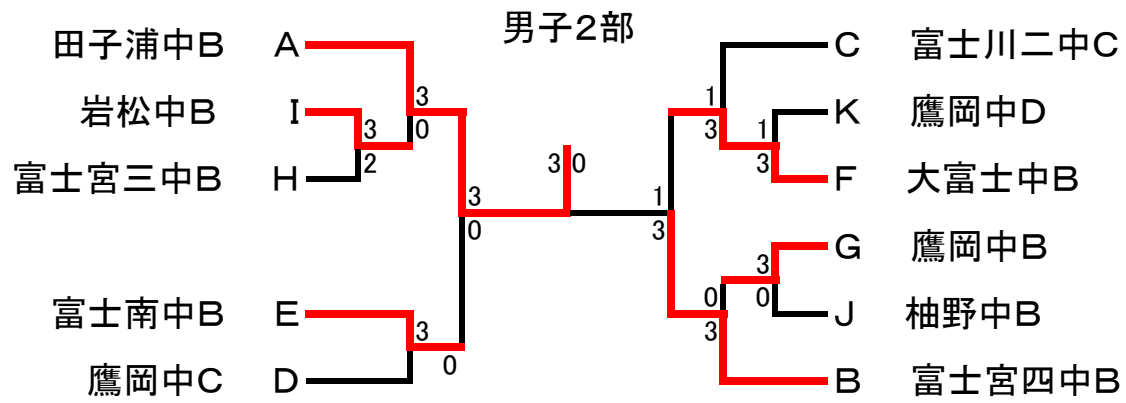 男子2部
田子浦中B A
岩松中B I
富士宮三中B H
富士南中B E
鷹岡中C D
3
0
3
2
3
0
3
0
3 0
C 富士川二中C
K 鷹岡中D
F 大富士中B
G 鷹岡中B
J 柚野中B
B 富士宮四中B
1
3
1
3
1
3
3
0
0
3